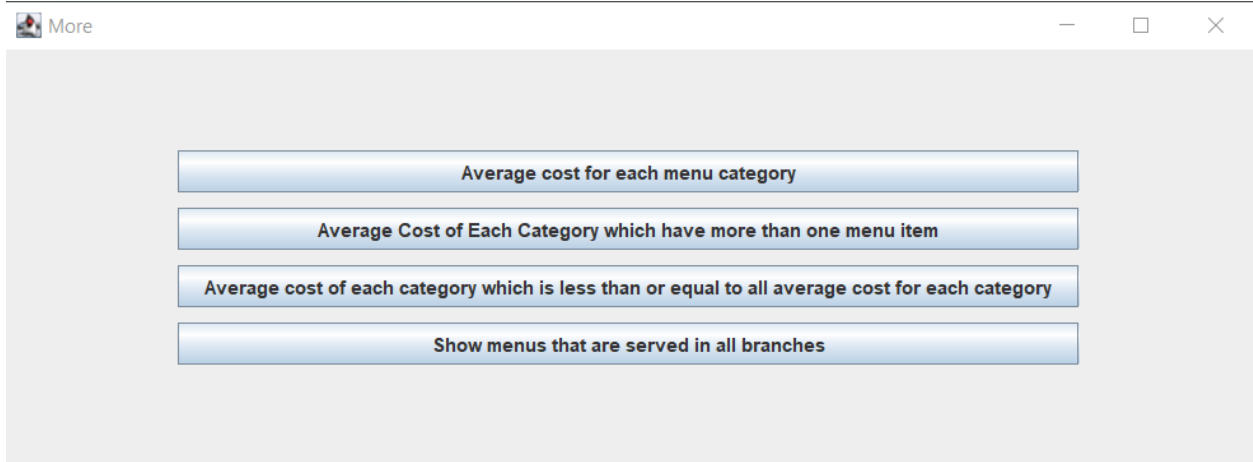 More
Average cost for each menu category
Average Cost of Each Category which have more than one menu item
Average cost of each category which is less than or equal to all average cost for each category
Show menus that are served in all branches